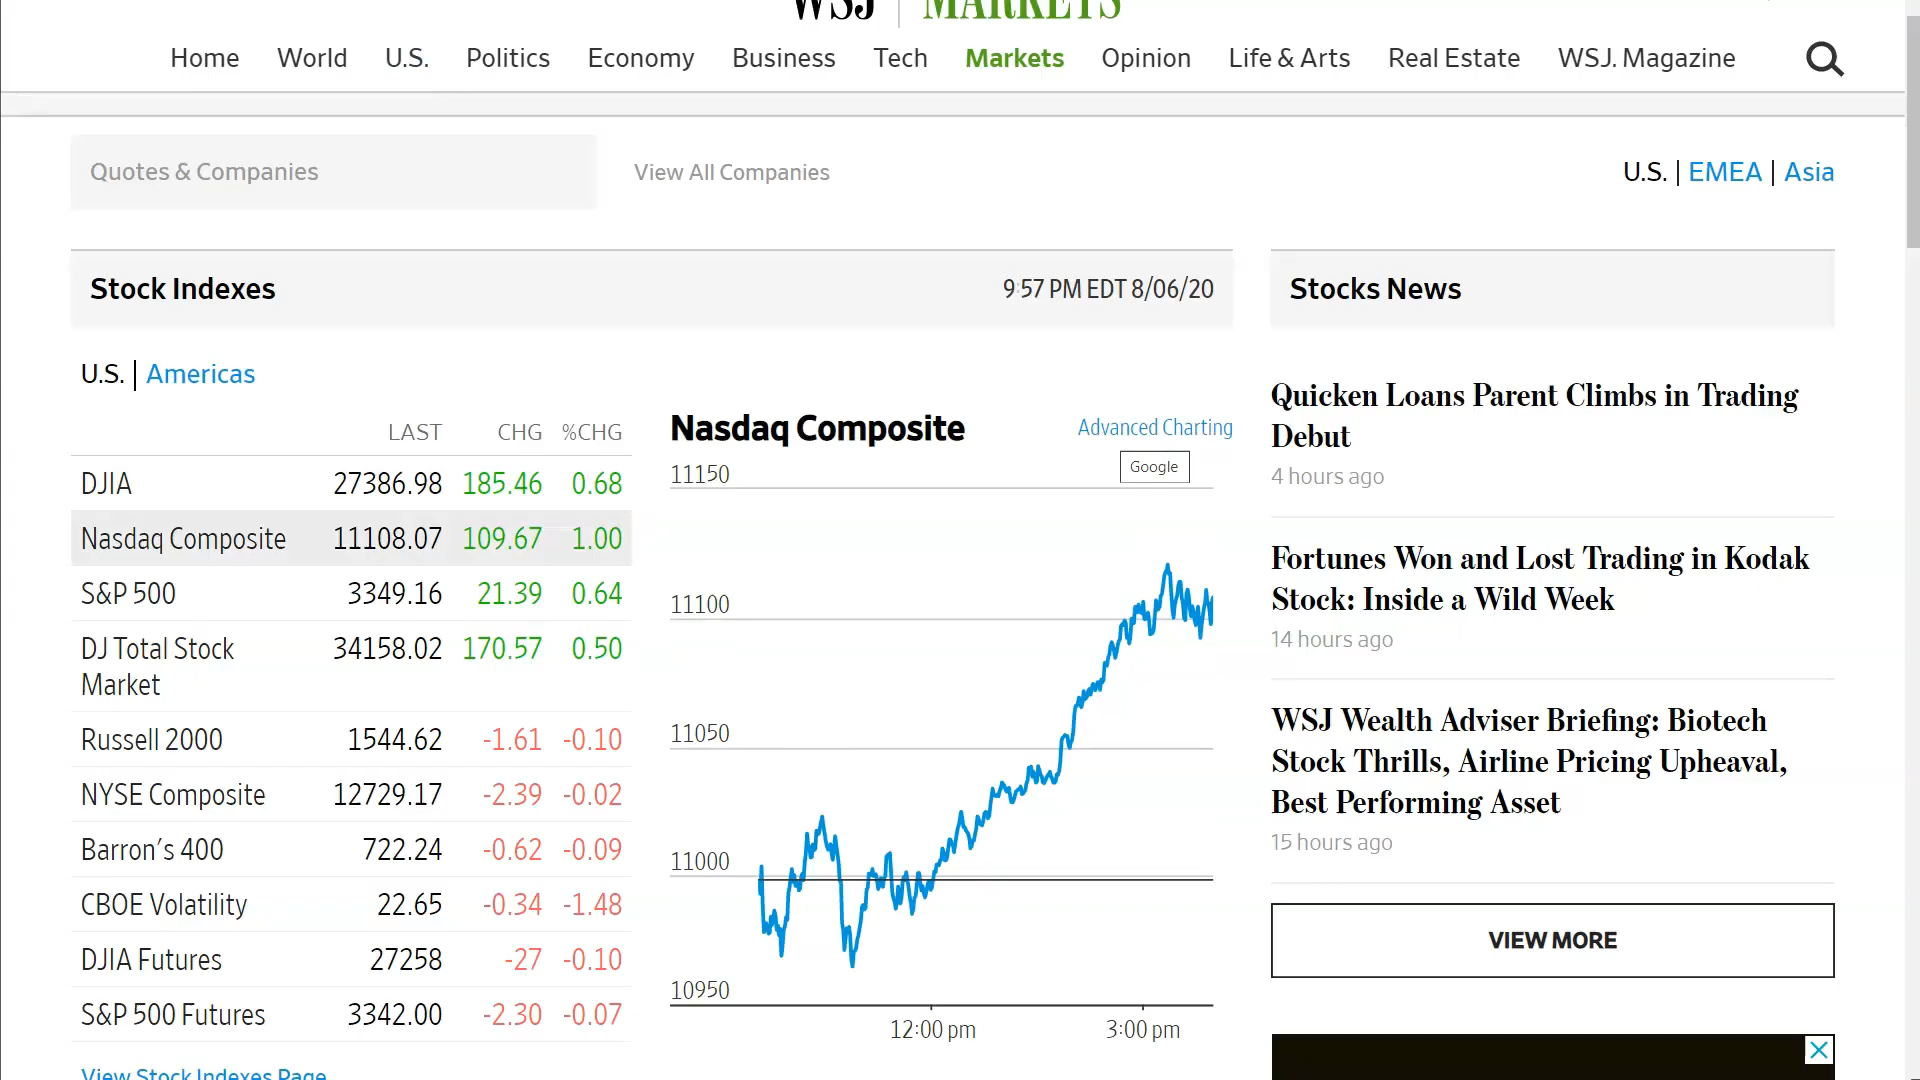 WSJ | MARKETS
Home World U.S. Politics Economy Business Tech Markets Opinion Life & Arts Real Estate WSJ. Magazine
Quotes & Companies View All Companies U.S. | EMEA | Asia
Stock Indexes 9:57 PM EDT 8/06/20
U.S. | Americas
LAST CHG %CHG
DJIA 27386.98 185.46 0.68
Nasdaq Composite 11108.07 109.67 1.00
S&P 500 3349.16 21.39 0.64
DJ Total Stock 34158.02 170.57 0.50
Market
Russell 2000 1544.62 -1.61 -0.10
NYSE Composite 12729.17 -2.39 -0.02
Barron's 400 722.24 -0.62 -0.09
CBOE Volatility 22.65 -0.34 -1.48
DJIA Futures 27258 -27 -0.10
S&P 500 Futures 3342.00 -2.30 -0.07
View Stock Indexes Page
Nasdaq Composite Advanced Charting
Google
11150
11100
11050
11000
10950
12:00 pm 3:00 pm
Stocks News
Quicken Loans Parent Climbs in Trading
Debut
4 hours ago
Fortunes Won and Lost Trading in Kodak
Stock: Inside a Wild Week
14 hours ago
WSJ Wealth Adviser Briefing: Biotech
Stock Thrills, Airline Pricing Upheaval,
Best Performing Asset
15 hours ago
VIEW MORE